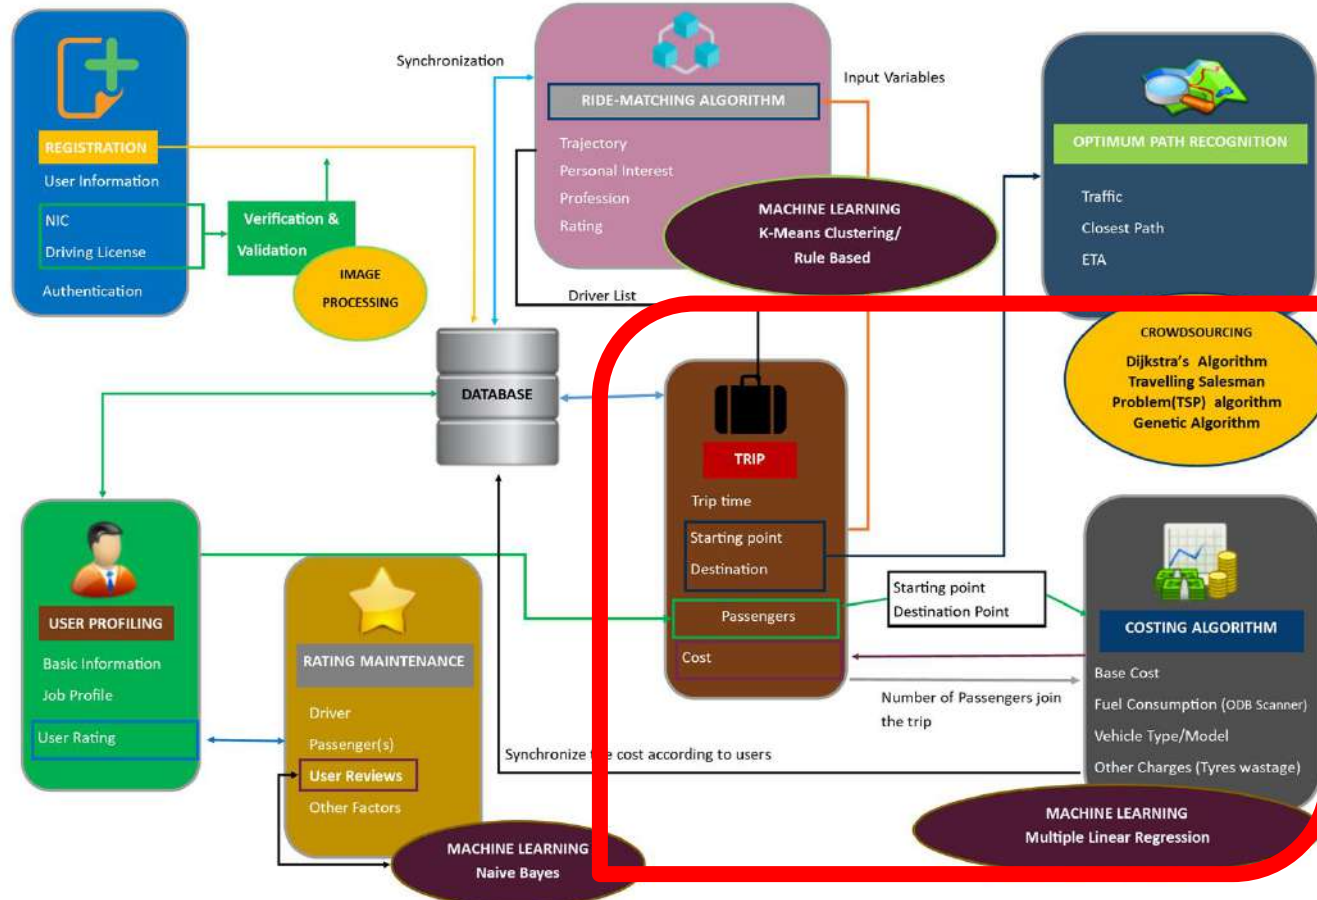 Synchronization
Input Variables
REGISTRATION
User Information
NIC
Driving License
Authentication
Verification &
Validation
IMAGE
PROCESSING
RIDE-MATCHING ALGORITHM
Trajectory
Personal Interest
Profession
Rating
MACHINE LEARNING
K-Means Clustering/
Rule Based
Driver List
OPTIMUM PATH RECOGNITION
Traffic
Closest Path
ETA
CROWDSOURCING
Dijkstra's Algorithm
Travelling Salesman
Problem(TSP) algorithm
Genetic Algorithm
DATABASE
TRIP
Trip time
Starting point
Destination
Passengers
Cost
Starting point
Destination Point
Number of Passengers join
the trip
COSTING ALGORITHM
Base Cost
Fuel Consumption (ODB Scanner)
Vehicle Type/Model
Other Charges (Tyres wastage)
MACHINE LEARNING
Multiple Linear Regression
USER PROFILING
Basic Information
Job Profile
User Rating
RATING MAINTENANCE
Driver
Passenger(s)
User Reviews
Other Factors
MACHINE LEARNING
Naive Bayes
Synchronize the cost according to users